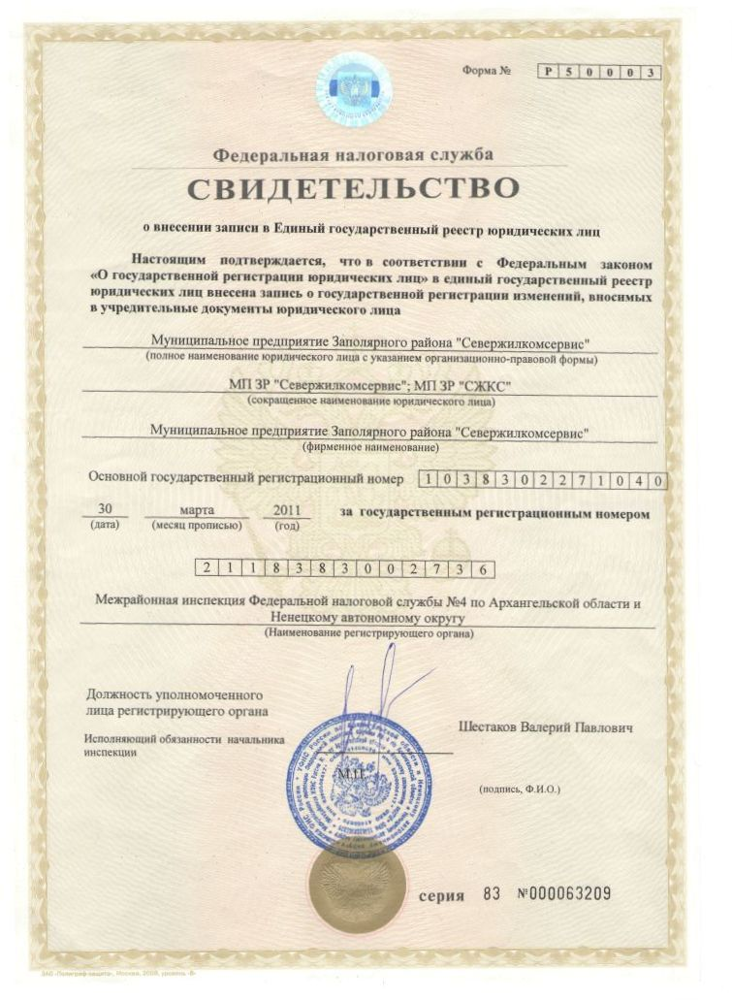 Форма № Р50003
Федеральная налоговая служба
СВИДЕТЕЛЬСТВО
о внесении записи в Единый государственный реестр юридических лиц
Настоящим подтверждается, что в соответствии с Федеральным законом
«О государственной регистрации юридических лиц» в единый государственный реестр
юридических лиц внесена запись о государственной регистрации изменений, вносимых
в учредительные документы юридического лица
Муниципальное предприятие Заполярного района "Севержилкомсервис"
(полное наименование юридического лица с указанием организационно-правовой формы)
МП ЗР "Севержилкомсервис"; МП ЗР "СЖКС"
(сокращенное наименование юридического лица)
Муниципальное предприятие Заполярного района "Севержилкомсервис"
(фирменное наименование)
Основной государственный регистрационный номер 1038302271040
30 марта 2011 за государственным регистрационным номером
(дата) (месяц прописью) (год)
2118383002736
Межрайонная инспекция Федеральной налоговой службы №4 по Архангельской области и
Ненецкому автономному округу
(Наименование регистрирующего органа)
Должность уполномоченного
лица регистрирующего органа
Шестаков Валерий Павлович
Исполняющий обязанности начальника
инспекции
М.П.
(подпись, Ф.И.О.)
серия 83 №000063209
ЗАО «Полиграф-защита», Москва, 2009, уровень «В»